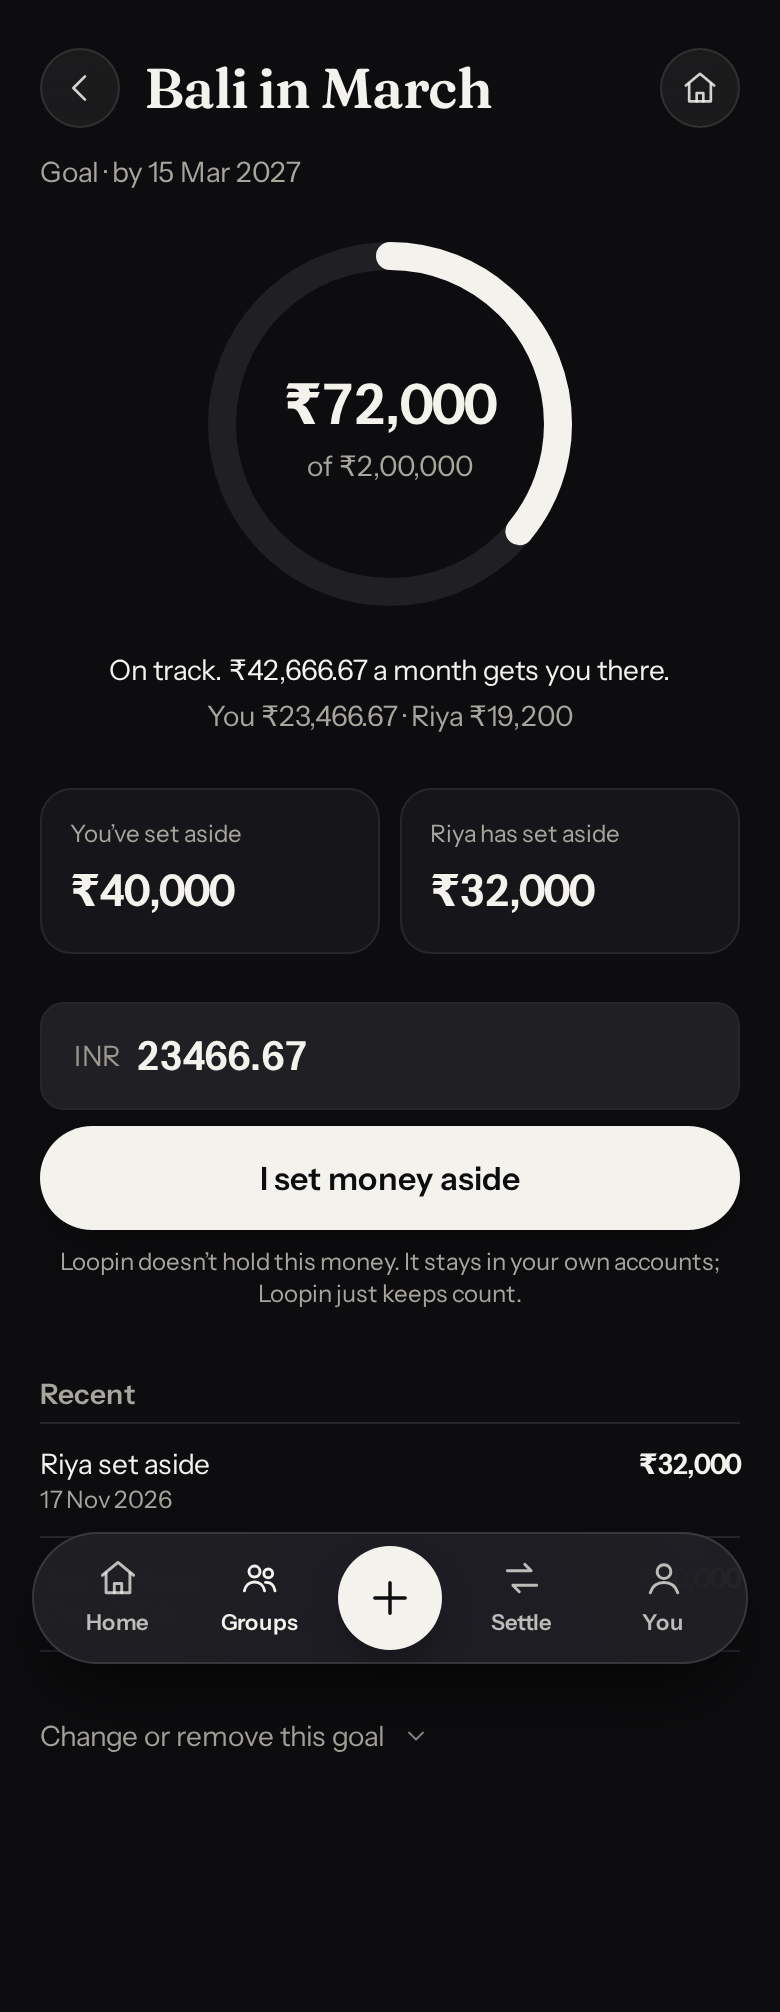 Bali in March
Goal · by 15 Mar 2027
₹72,000
of ₹2,00,000
On track. ₹42,666.67 a month gets you there.
You ₹23,466.67 · Riya ₹19,200
You’ve set aside
₹40,000
Riya has set aside
₹32,000
INR 23466.67
I set money aside
Loopin doesn’t hold this money. It stays in your own accounts;
Loopin just keeps count.
Recent
Riya set aside ₹32,000
17 Nov 2026
Home Groups Settle You
Change or remove this goal